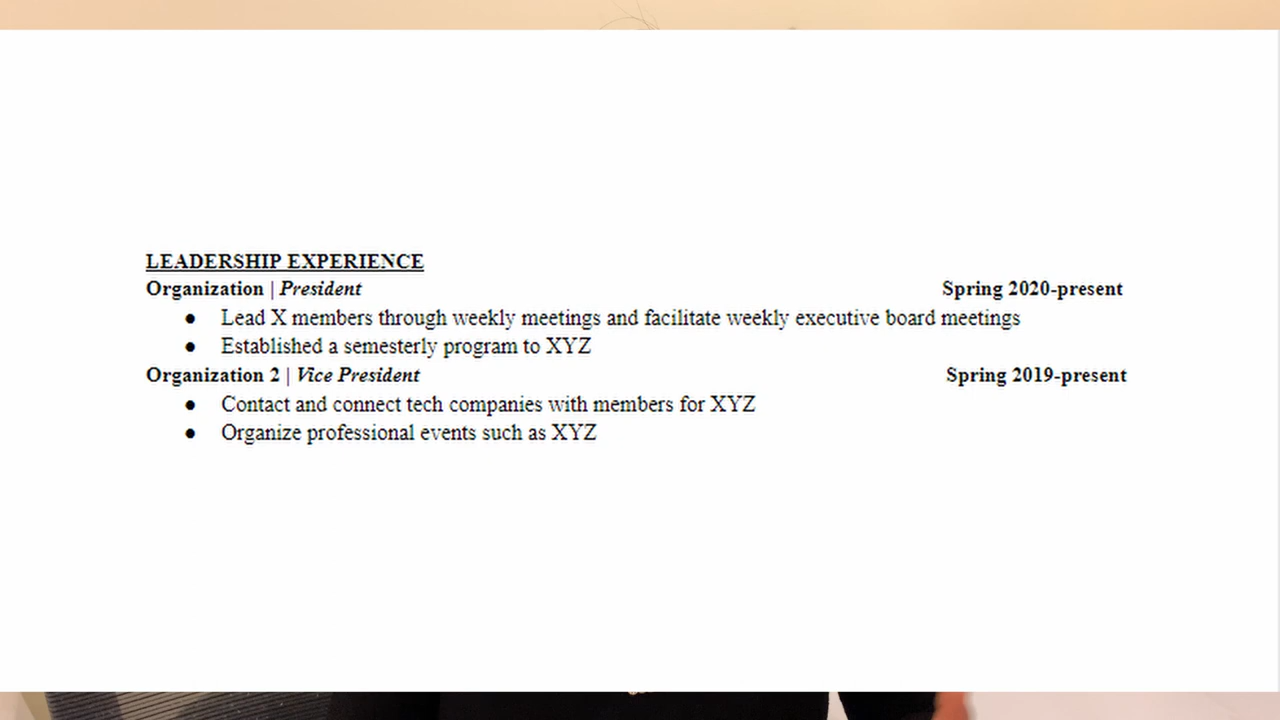 LEADERSHIP EXPERIENCE
Organization | President Spring 2020-present
● Lead X members through weekly meetings and facilitate weekly executive board meetings
● Established a semesterly program to XYZ
Organization 2 | Vice President Spring 2019-present
● Contact and connect tech companies with members for XYZ
● Organize professional events such as XYZ